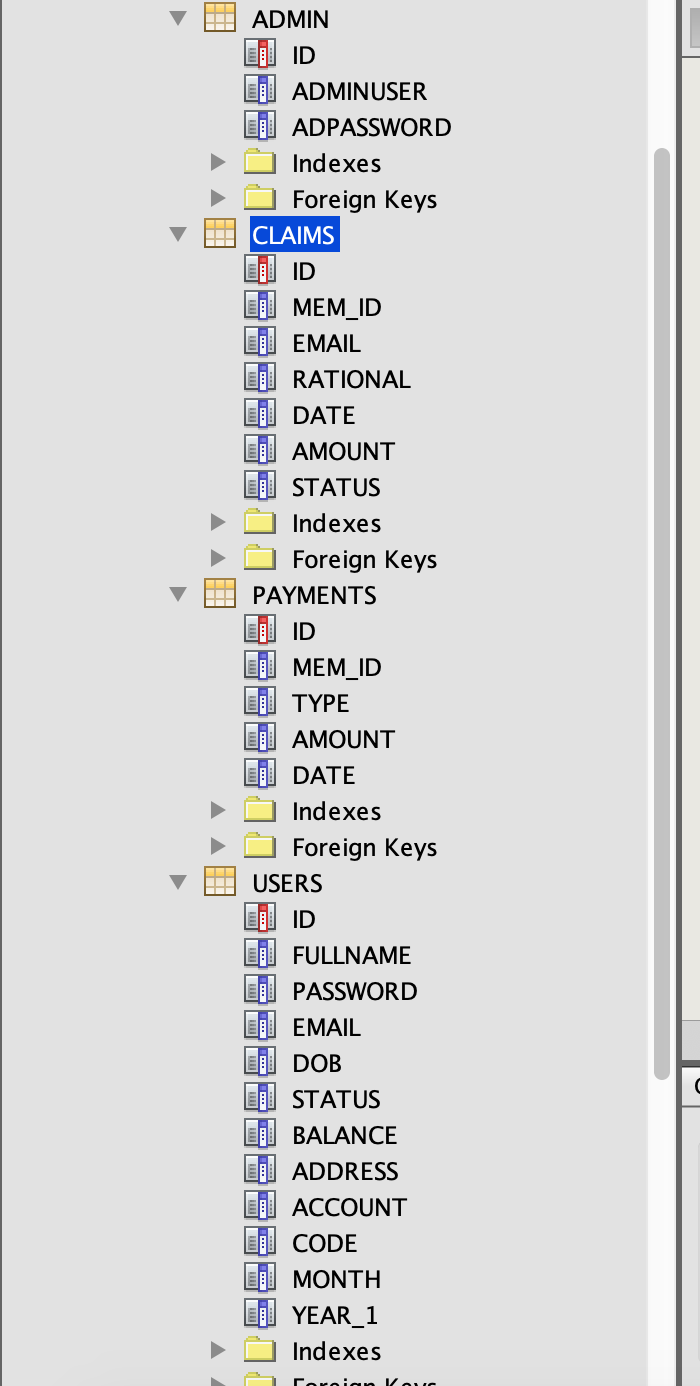 ADMIN
ID
ADMINUSER
ADPASSWORD
Indexes
Foreign Keys
CLAIMS
ID
MEM_ID
EMAIL
RATIONAL
DATE
AMOUNT
STATUS
Indexes
Foreign Keys
PAYMENTS
ID
MEM_ID
TYPE
AMOUNT
DATE
Indexes
Foreign Keys
USERS
ID
FULLNAME
PASSWORD
EMAIL
DOB
STATUS
BALANCE
ADDRESS
ACCOUNT
CODE
MONTH
YEAR_1
Indexes
Foreign Keys